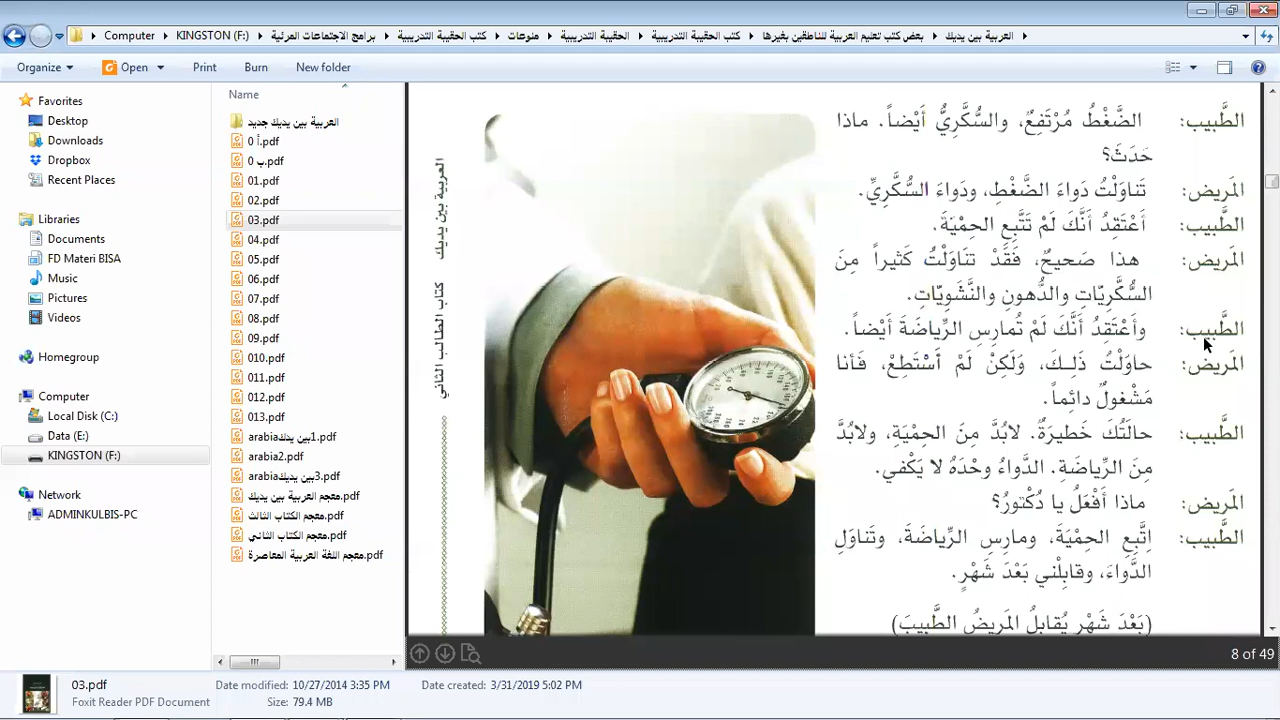 Computer
KINGSTON (F:)
برامج الاجتماعات المرئية
كتب الحقيبة التدريبية
منوعات
الحقيبة التدريبية
كتب الحقيبة التدريبية
بعض كتب تعليم العربية للناطقين بغيرها
العربية بين يديك
Organize
Open
Print
Burn
New folder
Favorites
Desktop
Downloads
Dropbox
Recent Places
Libraries
Documents
FD Materi BISA
Music
Pictures
Videos
Homegroup
Computer
Local Disk (C:)
Data (E:)
KINGSTON (F:)
Network
ADMINKULBIS-PC
Name
العربية بين يديك جديد
0 أ.pdf
0 ب.pdf
01.pdf
02.pdf
03.pdf
04.pdf
05.pdf
06.pdf
07.pdf
08.pdf
09.pdf
010.pdf
011.pdf
012.pdf
013.pdf
arabia1بين يديك.pdf
arabia2.pdf
arabia3بين يديك.pdf
معجم العربية بين يديك.pdf
معجم الكتاب الثالث.pdf
معجم الكتاب الثاني.pdf
معجم اللغة العربية المعاصرة.pdf
العربية بين يديك كتاب الطالب الثاني
الطَّبيب: الضَّغْطُ مُرْتَفِعٌ، والسُّكَّرِيُّ أَيْضاً. ماذا
حَدَثَ؟
المَريض: تَناوَلْتُ دَواءَ الضَّغْطِ، ودَواءَ السُّكَّرِيِّ.
الطَّبيب: أَعْتَقِدُ أَنَّكَ لَمْ تَتَّبِعِ الحِمْيَةَ.
المَريض: هذا صَحيحٌ، فَقَدْ تناوَلْتُ كَثيراً مِنَ
السُّكَّرِيّاتِ والدُّهونِ والنَّشَوِيّاتِ.
الطَّبيب: وأَعْتَقِدُ أَنَّكَ لَمْ تُمارِسِ الرِّياضَةَ أَيْضاً.
المَريض: حاوَلْتُ ذَلِـكَ، وَلَكِنْ لَمْ أَسْتَطِعْ، فَأنا
مَشْغولٌ دائِماً.
الطَّبيب: حالَتُكَ خَطيرَةٌ. لابُدَّ مِنَ الحِمْيَةِ، ولابُدَّ
مِنَ الرِّياضَةِ. الدَّواءُ وحْدَهُ لا يَكْفي.
المَريض: ماذا أَفْعَلُ يا دُكْتورُ؟
الطَّبيب: اِتَّبِعِ الحِمْيَةَ، ومارِسِ الرِّياضَةَ، وتَناوَلِ
الدَّواءَ، وقابِلْني بَعْدَ شَهْرٍ.
(بَعْدَ شَهْرٍ يُقابِلُ المَريضُ الطَّبيبَ)
8 of 49
03.pdf
Foxit Reader PDF Document
Date modified: 10/27/2014 3:35 PM
Size: 79.4 MB
Date created: 3/31/2019 5:02 PM